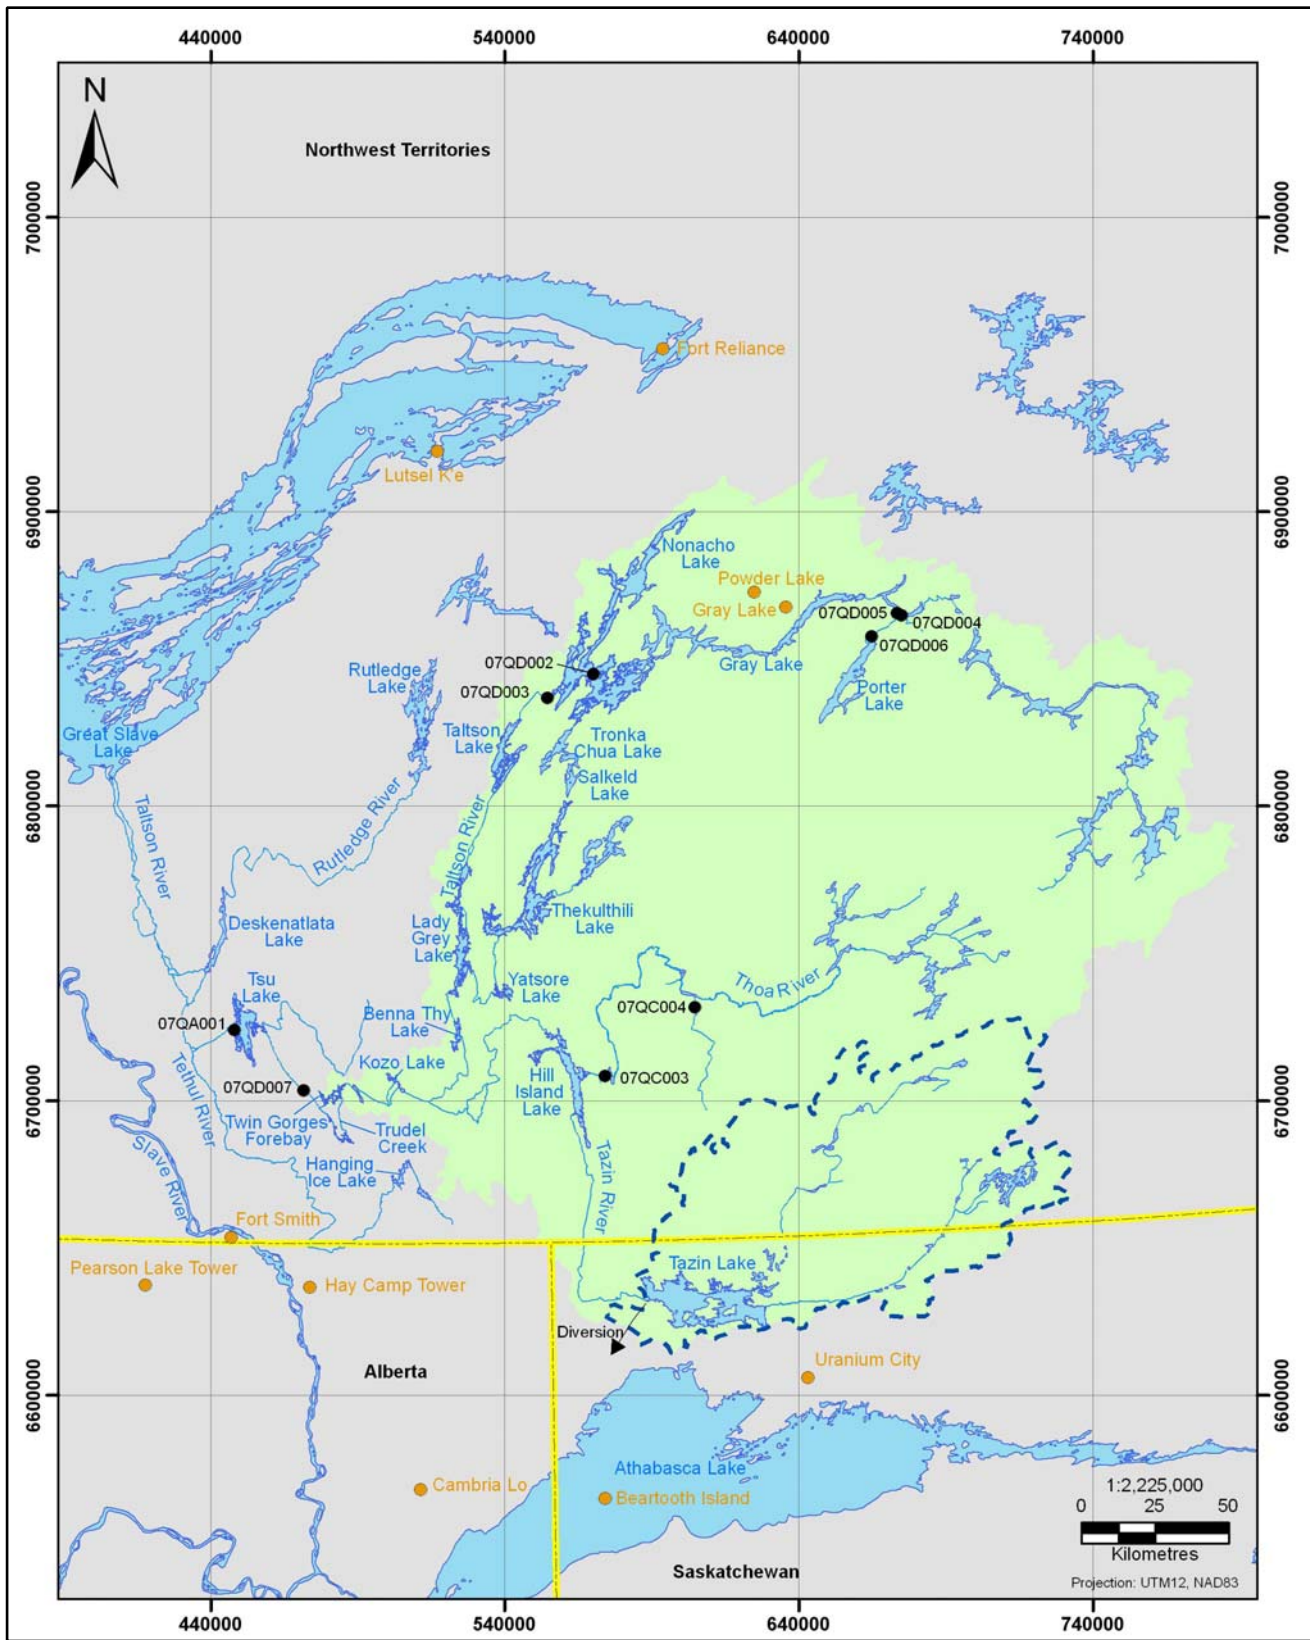 440000
540000
640000
740000
N
Northwest Territories
7000000
7000000
Fort Reliance
Lutsel K'e
6900000
6900000
Nonacho
Lake
Powder Lake
Gray Lake
07QD005
07QD004
07QD006
07QD002
Gray Lake
07QD003
Rutledge
Lake
Porter
Lake
Taltson
Lake
Tronka
Chua Lake
Great Slave
Lake
Salkeld
Lake
6800000
6800000
Taltson River
Rutledge River
Taltson River
Thekulthili
Lake
Deskenatlata
Lake
Lady
Grey
Lake
Tsu
Lake
Yatsore
Lake
Thoa River
07QC004
07QA001
Benna Thy
Lake
Kozo Lake
Hill
Island
Lake
07QC003
07QD007
6700000
6700000
Tethul River
Twin Gorges
Forebay
Trudel
Creek
Slave River
Hanging
Ice Lake
Tazin River
Fort Smith
Pearson Lake Tower
Hay Camp Tower
Tazin Lake
Diversion
Uranium City
Alberta
6600000
6600000
Athabasca Lake
Cambria Lo
Beartooth Island
1:2,225,000
0 25 50
Kilometres
Saskatchewan
Projection: UTM12, NAD83
440000
540000
640000
740000